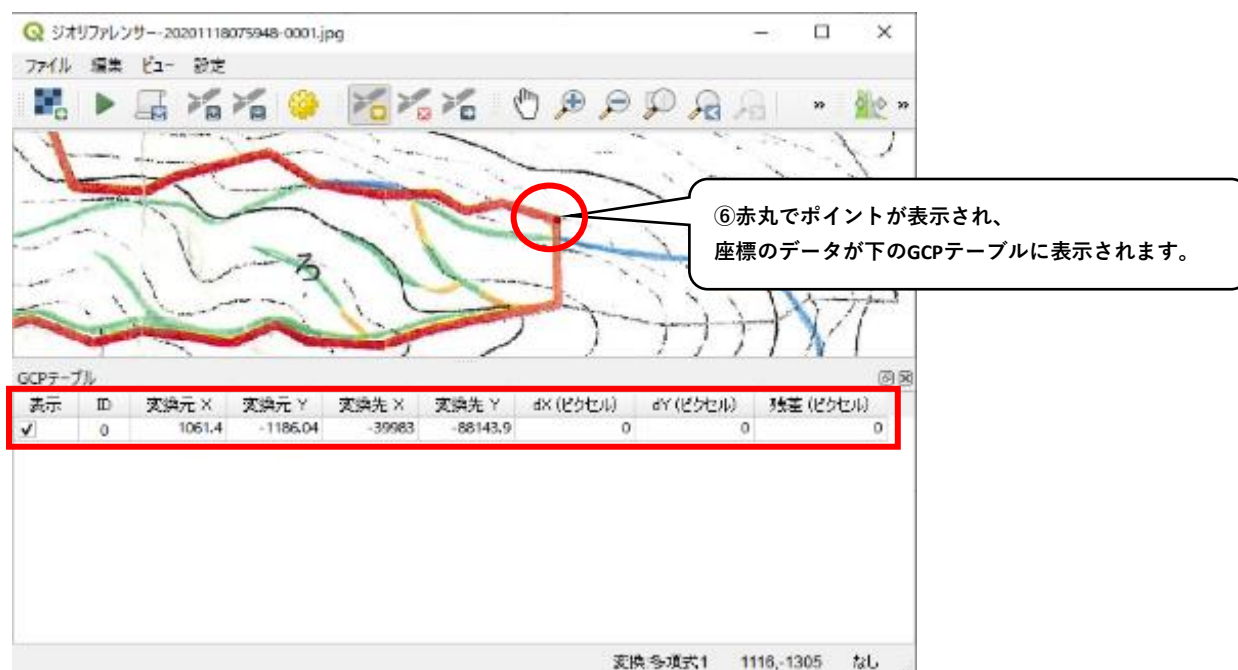 ジオリファレンサー--20201118075948-0001.jpg
ファイル 編集 ビュー 設定
ろ
⑥赤丸でポイントが表示され、
座標のデータが下のGCPテーブルに表示されます。
GCPテーブル
表示 ID 変換元 X 変換元 Y 変換先 X 変換先 Y dX (ピクセル) dY (ピクセル) 残差 (ピクセル)
0 1061.4 -1186.04 -39983 -88143.9 0 0 0
変換:多項式1 1116,-1305 なし